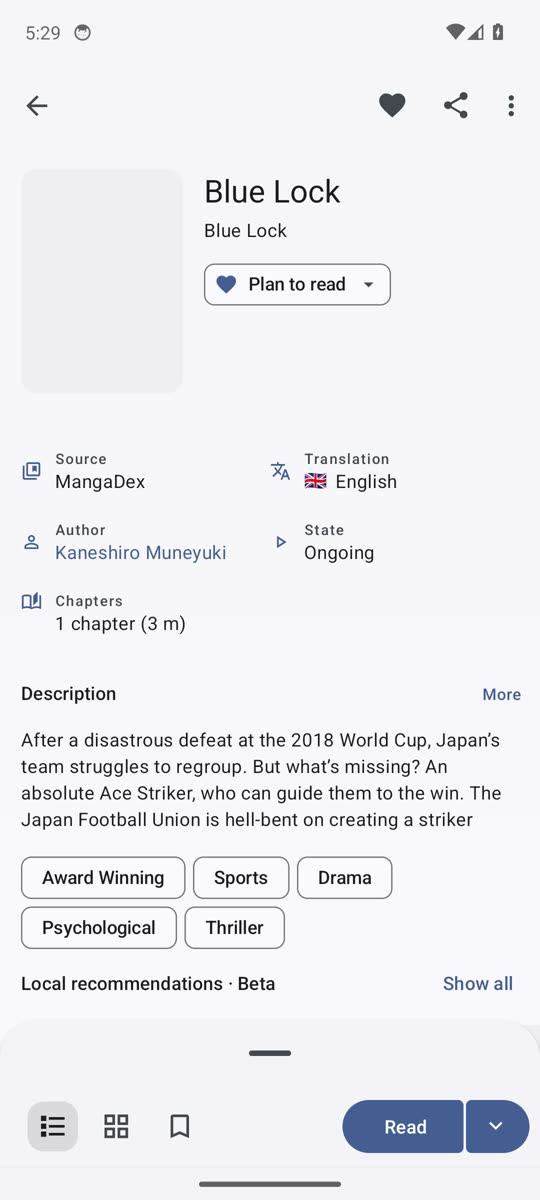 5:29
Blue Lock
Blue Lock
Plan to read
Source
MangaDex
Translation
🇬🇧 English
Author
Kaneshiro Muneyuki
State
Ongoing
Chapters
1 chapter (3 m)
Description
More
After a disastrous defeat at the 2018 World Cup, Japan’s
team struggles to regroup. But what’s missing? An
absolute Ace Striker, who can guide them to the win. The
Japan Football Union is hell-bent on creating a striker
Award Winning
Sports
Drama
Psychological
Thriller
Local recommendations · Beta
Show all
Read